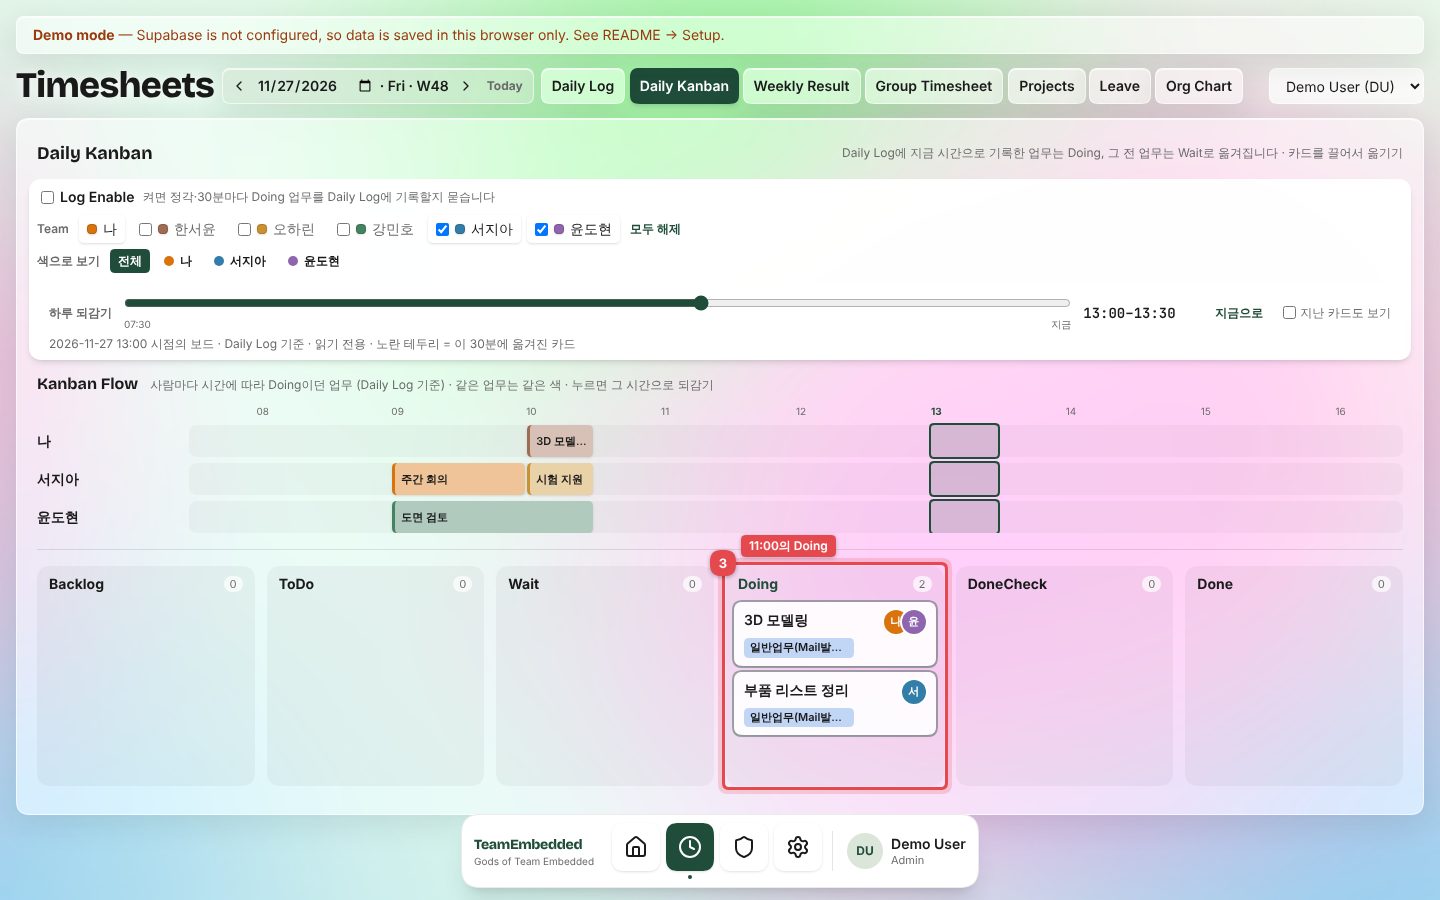 Demo mode — Supabase is not configured, so data is saved in this browser only. See README → Setup.
Timesheets
11/27/2026 · Fri · W48 Today
Daily Log
Daily Kanban
Weekly Result
Group Timesheet
Projects
Leave
Org Chart
Demo User (DU)
Daily Kanban
Daily Log에 지금 시간으로 기록한 업무는 Doing, 그 전 업무는 Wait로 옮겨집니다 · 카드를 끌어서 옮기기
Log Enable 켜면 정각·30분마다 Doing 업무를 Daily Log에 기록할지 묻습니다
Team 나 한서윤 오하린 강민호 서지아 윤도현 모두 해제
색으로 보기 전체 나 서지아 윤도현
하루 되감기
07:30
지금
13:00–13:30
지금으로
지난 카드도 보기
2026-11-27 13:00 시점의 보드 · Daily Log 기준 · 읽기 전용 · 노란 테두리 = 이 30분에 옮겨진 카드
Kanban Flow 사람마다 시간에 따라 Doing이던 업무 (Daily Log 기준) · 같은 업무는 같은 색 · 누르면 그 시간으로 되감기
08 09 10 11 12 13 14 15 16
나
3D 모델...
서지아
주간 회의
시험 지원
윤도현
도면 검토
11:00의 Doing
3
Backlog 0
ToDo 0
Wait 0
Doing 2
DoneCheck 0
Done 0
3D 모델링
나 윤
일반업무(Mail발...
부품 리스트 정리
서
일반업무(Mail발...
TeamEmbedded
Gods of Team Embedded
DU
Demo User
Admin